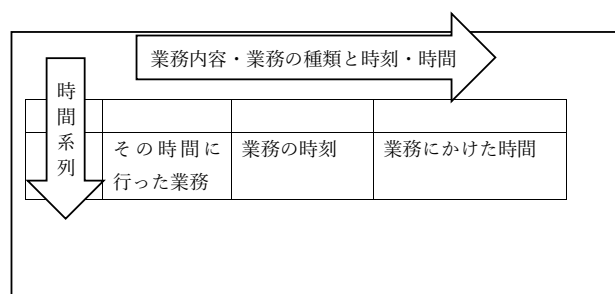 業務内容・業務の種類と時刻・時間
時間系列
その時間に
行った業務
業務の時刻
業務にかけた時間